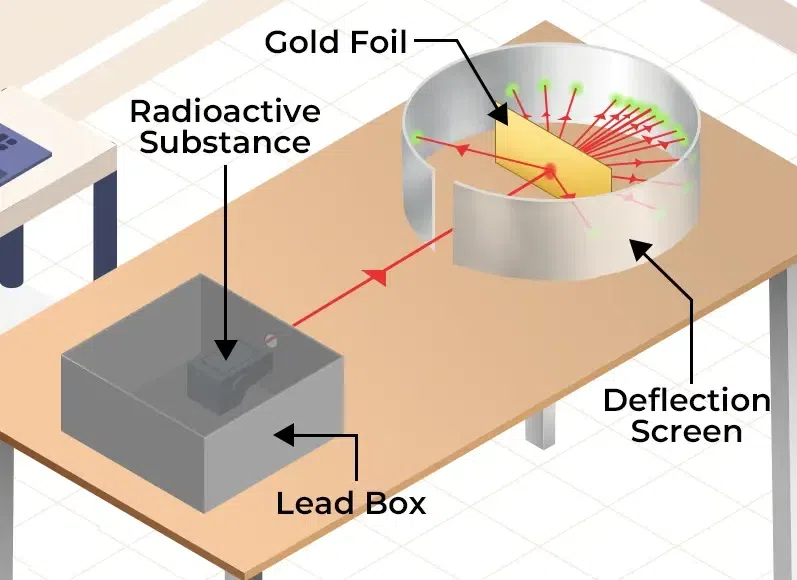 Gold Foil
Radioactive
Substance
Deflection
Screen
Lead Box